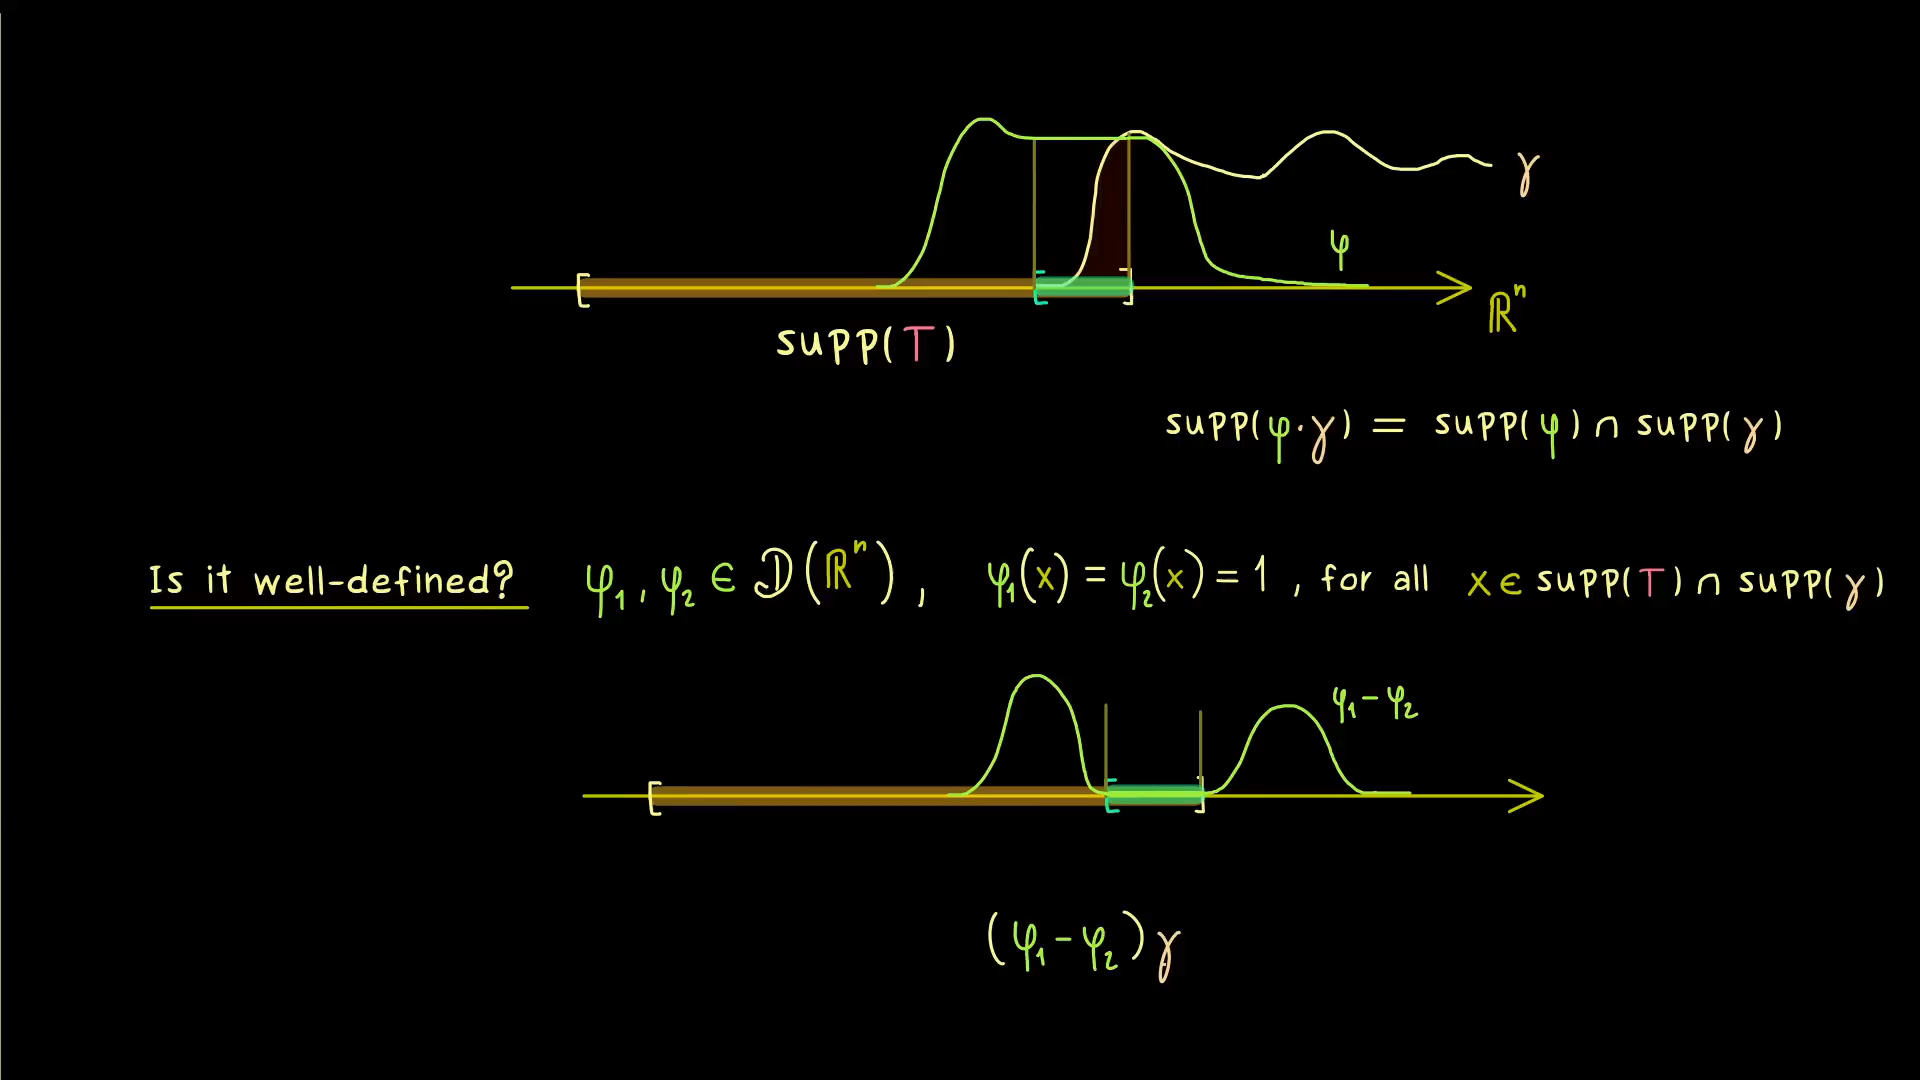 γ
φ
ℝⁿ
supp(T)
supp(φ·γ) = supp(φ) ∩ supp(γ)
Is it well-defined? φ₁, φ₂ ∈ 𝒟(ℝⁿ), φ₁(x) = φ₂(x) = 1, for all x ∈ supp(T) ∩ supp(γ)
φ₁ − φ₂
(φ₁ − φ₂)γ